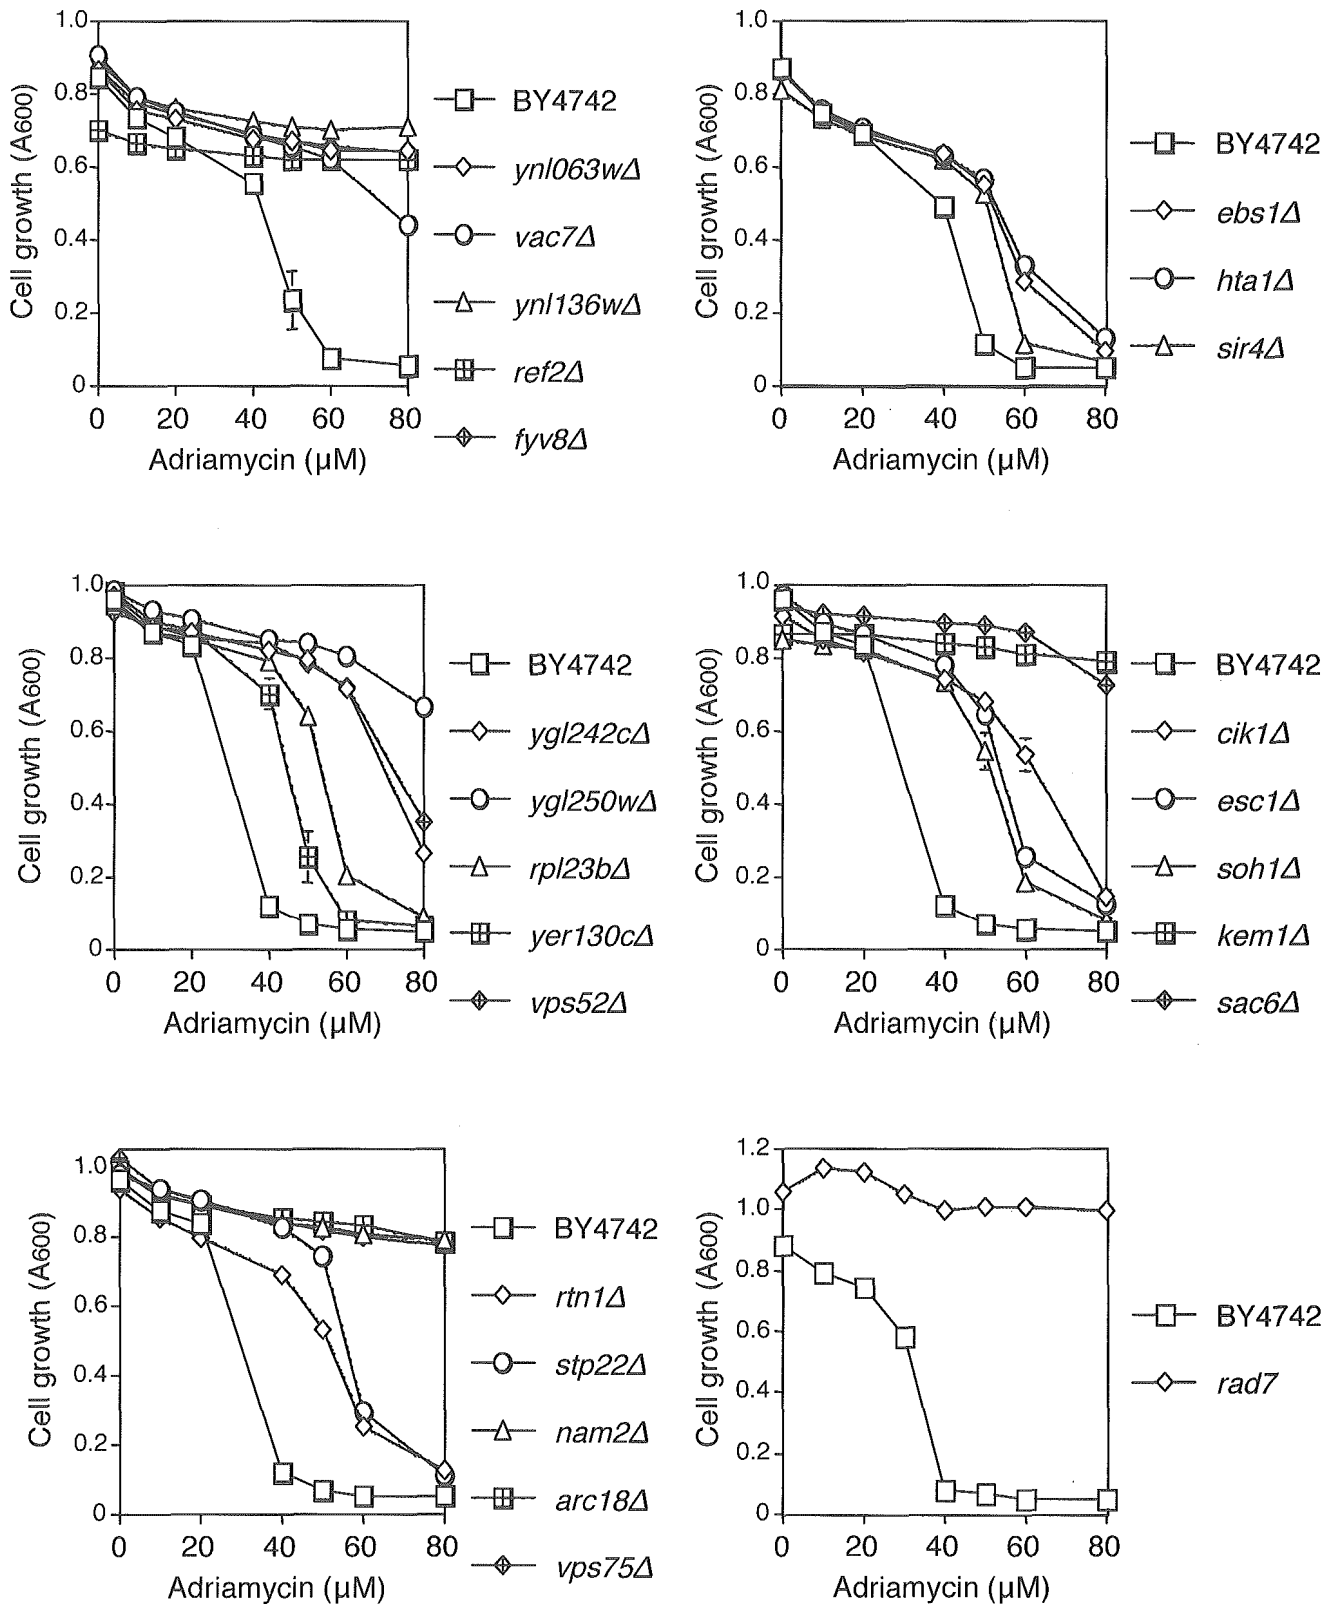 1.0
0.8
0.6
0.4
0.2
0
0 20 40 60 80
Cell growth (A600)
Adriamycin (µM)
BY4742
ynl063wΔ
vac7Δ
ynl136wΔ
ref2Δ
fyv8Δ
1.0
0.8
0.6
0.4
0.2
0
0 20 40 60 80
Cell growth (A600)
Adriamycin (µM)
BY4742
ebs1Δ
hta1Δ
sir4Δ
1.0
0.8
0.6
0.4
0.2
0
0 20 40 60 80
Cell growth (A600)
Adriamycin (µM)
BY4742
ygl242cΔ
ygl250wΔ
rpl23bΔ
yer130cΔ
vps52Δ
1.0
0.8
0.6
0.4
0.2
0
0 20 40 60 80
Cell growth (A600)
Adriamycin (µM)
BY4742
cik1Δ
esc1Δ
soh1Δ
kem1Δ
sac6Δ
1.0
0.8
0.6
0.4
0.2
0
0 20 40 60 80
Cell growth (A600)
Adriamycin (µM)
BY4742
rtn1Δ
stp22Δ
nam2Δ
arc18Δ
vps75Δ
1.2
1.0
0.8
0.6
0.4
0.2
0
0 20 40 60 80
Cell growth (A600)
Adriamycin (µM)
BY4742
rad7